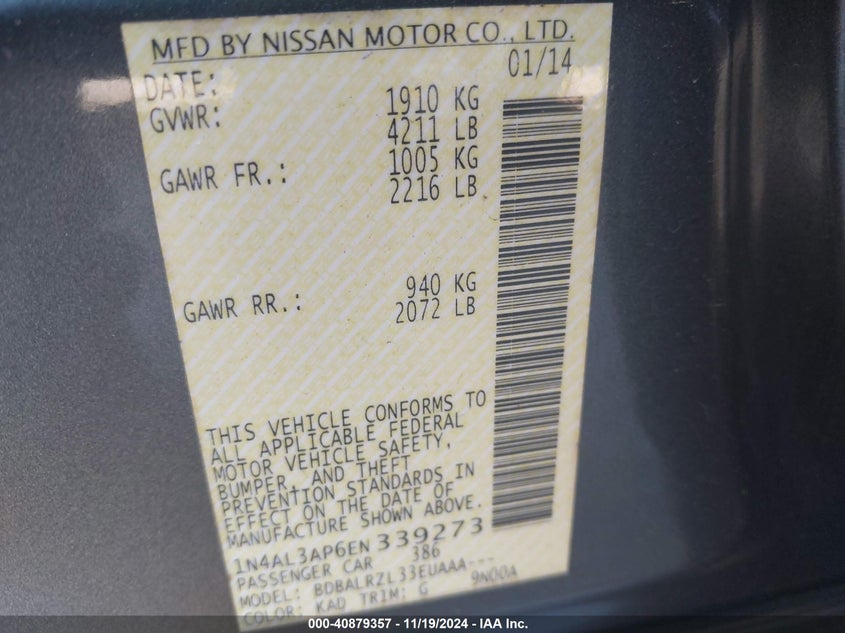 MFD BY NISSAN MOTOR CO., LTD.
DATE: 01/14
GVWR: 1910 KG
4211 LB
GAWR FR.: 1005 KG
2216 LB
GAWR RR.: 940 KG
2072 LB
THIS VEHICLE CONFORMS TO
ALL APPLICABLE FEDERAL
MOTOR VEHICLE SAFETY,
BUMPER, AND THEFT
PREVENTION STANDARDS IN
EFFECT ON THE DATE OF
MANUFACTURE SHOWN ABOVE.
1N4AL3AP6EN 339273
PASSENGER CAR 386
MODEL: BDBALRZL33EUAAA---
COLOR: KAD TRIM: G 9N00A
000-40879357 - 11/19/2024 - IAA Inc.